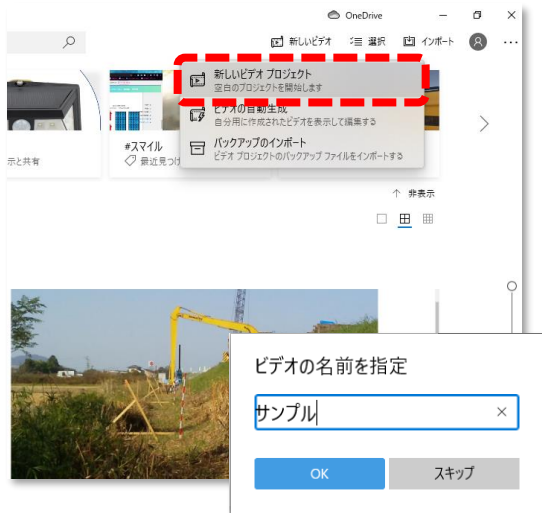 OneDrive
新しいビデオ 選択 インポート
新しいビデオ プロジェクト
空白のプロジェクトを開始します
ビデオの自動生成
自分用に作成されたビデオを表示して編集する
バックアップのインポート
ビデオ プロジェクトのバックアップ ファイルをインポートする
#スマイル
示と共有
最近見つけ
非表示
ビデオの名前を指定
サンプル
OK スキップ